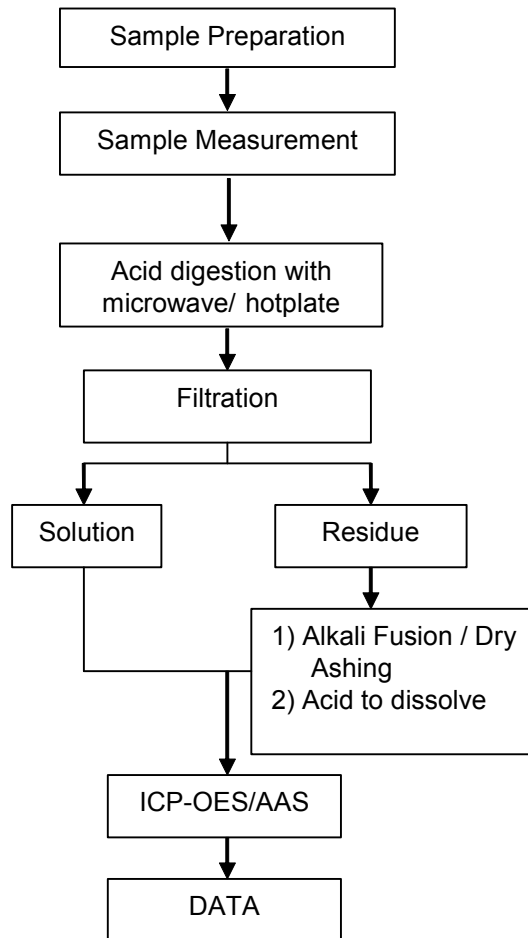 Sample Preparation
Sample Measurement
Acid digestion with
microwave/ hotplate
Filtration
Solution
Residue
1) Alkali Fusion / Dry
Ashing
2) Acid to dissolve
ICP-OES/AAS
DATA